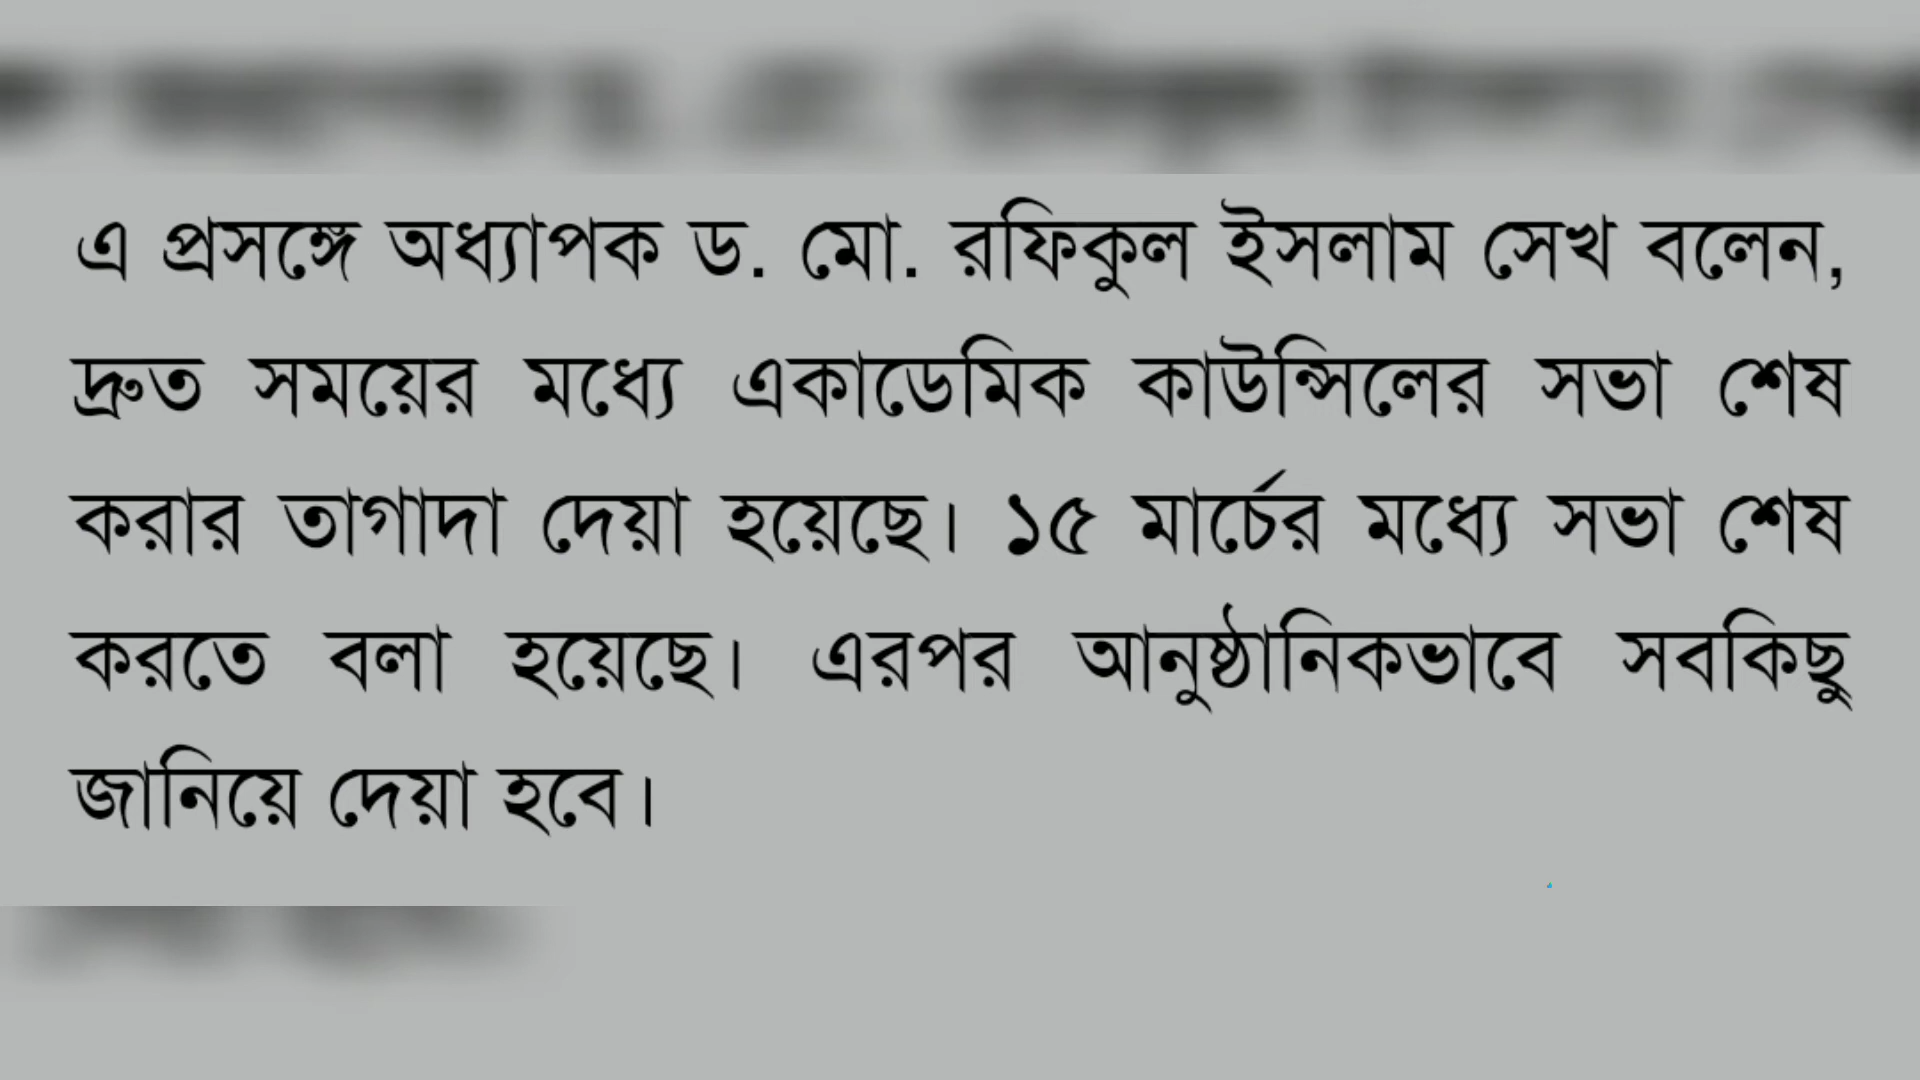 এ প্রসঙ্গে অধ্যাপক ড. মো. রফিকুল ইসলাম সেখ বলেন,
দ্রুত সময়ের মধ্যে একাডেমিক কাউন্সিলের সভা শেষ
করার তাগাদা দেয়া হয়েছে। ১৫ মার্চের মধ্যে সভা শেষ
করতে বলা হয়েছে। এরপর আনুষ্ঠানিকভাবে সবকিছু
জানিয়ে দেয়া হবে।